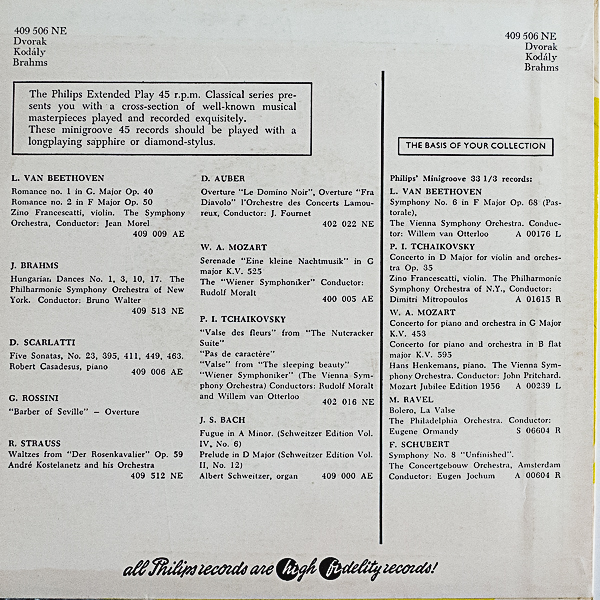 409 506 NE
Dvorak
Kodály
Brahms
409 506 NE
Dvorak
Kodály
Brahms
The Philips Extended Play 45 r.p.m. Classical series pre-
sents you with a cross-section of well-known musical
masterpieces played and recorded exquisitely.
These minigroove 45 records should be played with a
longplaying sapphire or diamond-stylus.
L. VAN BEETHOVEN
Romance no. 1 in G. Major Op. 40
Romance no. 2 in F Major Op. 50
Zino Francescatti, violin. The Symphony
Orchestra, Conductor: Jean Morel
409 009 AE
J. BRAHMS
Hungarian Dances No. 1, 3, 10, 17. The
Philharmonic Symphony Orchestra of New
York. Conductor: Bruno Walter
409 513 NE
D. SCARLATTI
Five Sonatas, No. 23, 395, 411, 449, 463.
Robert Casadesus, piano
409 006 AE
G. ROSSINI
"Barber of Seville" – Overture
R. STRAUSS
Waltzes from "Der Rosenkavalier" Op. 59
André Kostelanetz and his Orchestra
409 512 NE
D. AUBER
Overture "Le Domino Noir", Overture "Fra
Diavolo" l'Orchestre des Concerts Lamou-
reux, Conductor: J. Fournet
402 022 NE
W. A. MOZART
Serenade "Eine kleine Nachtmusik" in G
major K.V. 525
The "Wiener Symphoniker" Conductor:
Rudolf Moralt
400 005 AE
P. I. TCHAIKOVSKY
"Valse des fleurs" from "The Nutcracker
Suite"
"Pas de caractère"
"Valse" from "The sleeping beauty"
"Wiener Symphoniker" (The Vienna Sym-
phony Orchestra) Conductors: Rudolf Moralt
and Willem van Otterloo
402 016 NE
J. S. BACH
Fugue in A Minor. (Schweitzer Edition Vol.
IV, No. 6)
Prelude in D Major (Schweitzer Edition Vol.
II, No. 12)
Albert Schweitzer, organ 409 000 AE
THE BASIS OF YOUR COLLECTION
Philips' Minigroove 33 1/3 records:
L. VAN BEETHOVEN
Symphony No. 6 in F Major Op. 68 (Pas-
torale),
The Vienna Symphony Orchestra. Conduc-
tor: Willem van Otterloo A 00176 L
P. I. TCHAIKOVSKY
Concerto in D Major for violin and orches-
tra Op. 35
Zino Francescatti, violin. The Philharmonic
Symphony Orchestra of N.Y., Conductor:
Dimitri Mitropoulos A 01615 R
W. A. MOZART
Concerto for piano and orchestra in G Major
K.V. 453
Concerto for piano and orchestra in B flat
major K.V. 595
Hans Henkemans, piano. The Vienna Sym-
phony Orchestra. Conductor: John Pritchard.
Mozart Jubilee Edition 1956 A 00239 L
M. RAVEL
Bolero, La Valse
The Philadelphia Orchestra. Conductor:
Eugene Ormandy S 06604 R
F. SCHUBERT
Symphony No. 8 "Unfinished".
The Concertgebouw Orchestra, Amsterdam
Conductor: Eugen Jochum A 00604 R
all Philips records are high fidelity records!